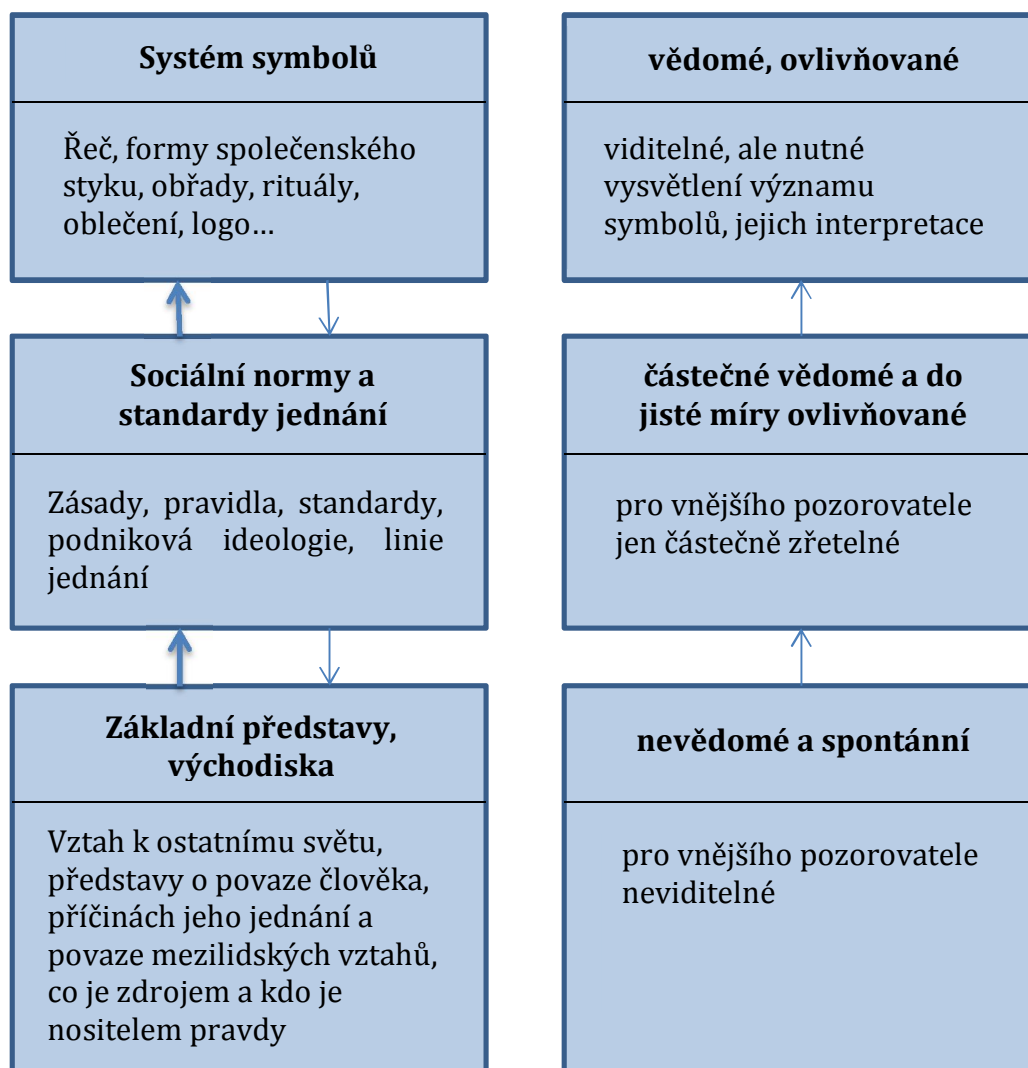 Systém symbolů
Řeč, formy společenského
styku, obřady, rituály,
oblečení, logo…
vědomé, ovlivňované
viditelné, ale nutné
vysvětlení významu
symbolů, jejich interpretace
Sociální normy a
standardy jednání
Zásady, pravidla, standardy,
podniková ideologie, linie
jednání
částečné vědomé a do
jisté míry ovlivňované
pro vnějšího pozorovatele
jen částečně zřetelné
Základní představy,
východiska
Vztah k ostatnímu světu,
představy o povaze člověka,
příčinách jeho jednání a
povaze mezilidských vztahů,
co je zdrojem a kdo je
nositelem pravdy
nevědomé a spontánní
pro vnějšího pozorovatele
neviditelné